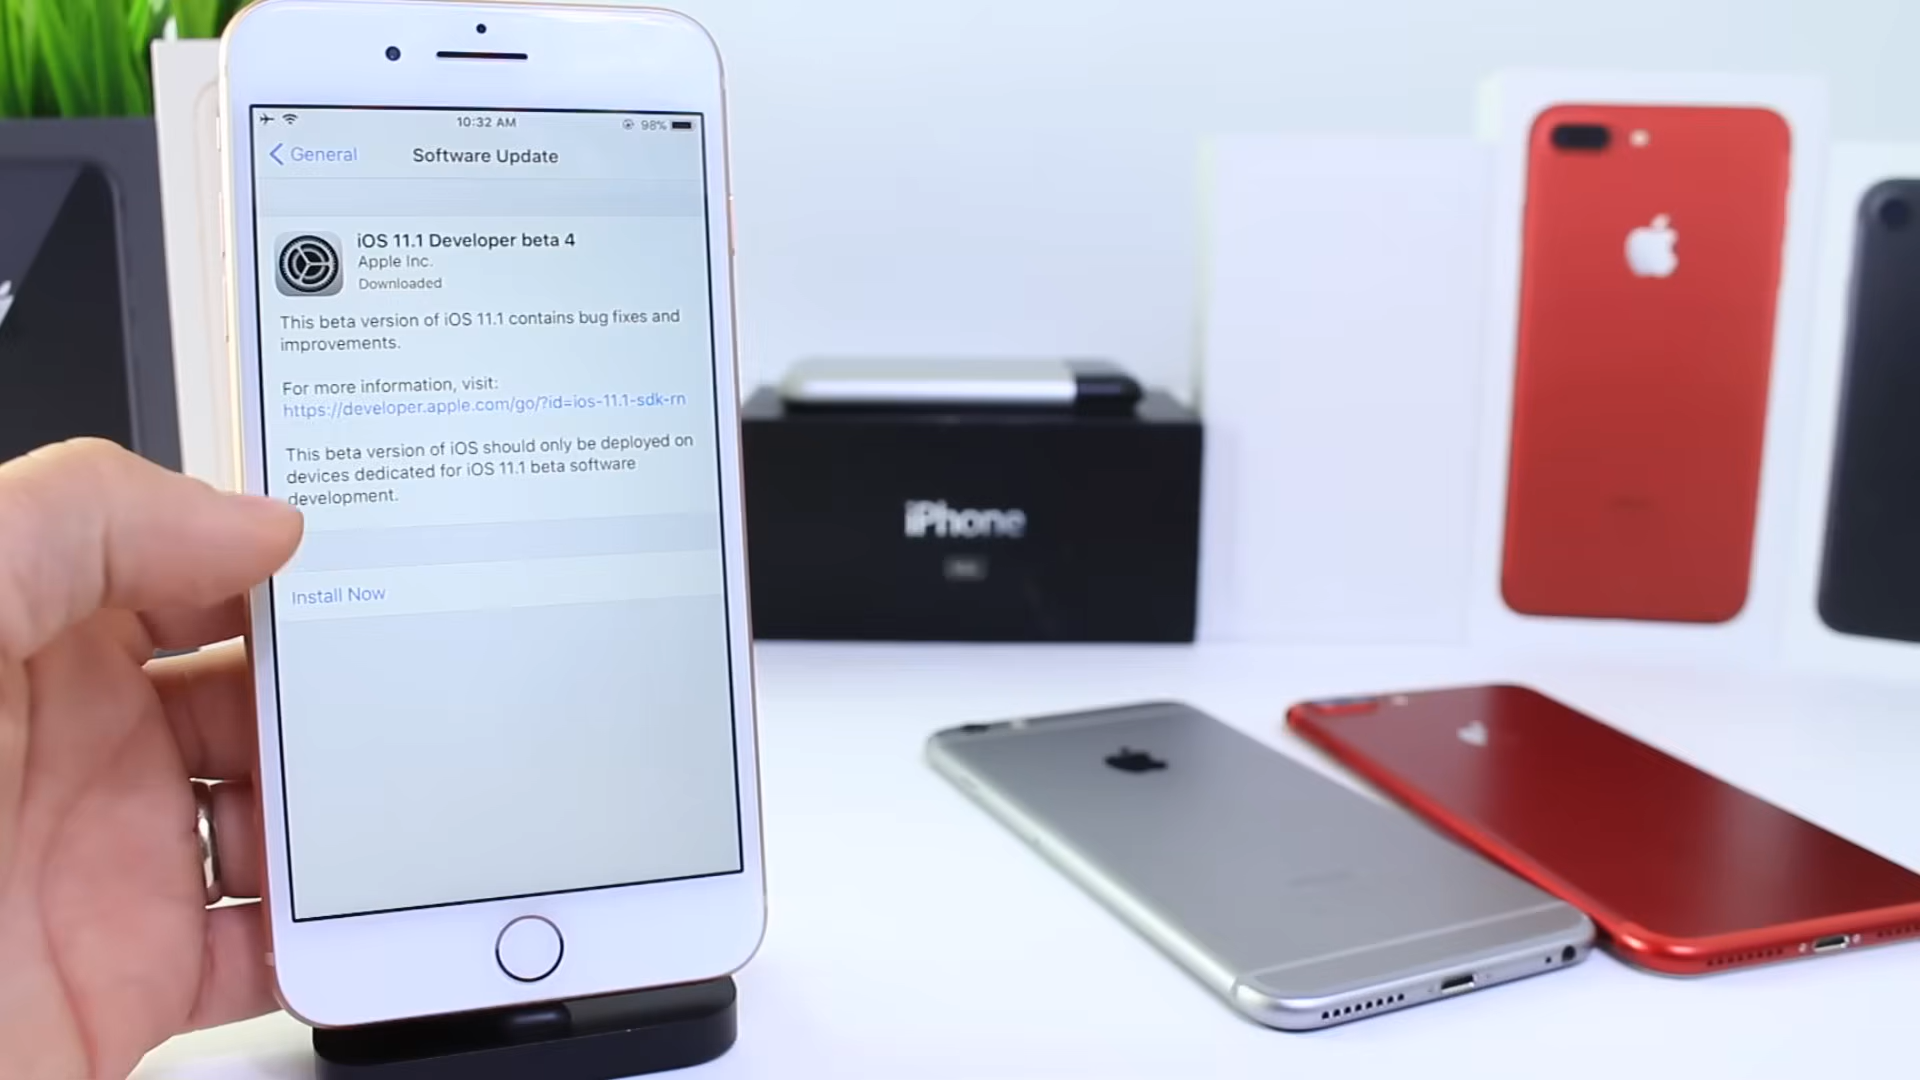 10:32 AM
98%
General
Software Update
iOS 11.1 Developer beta 4
Apple Inc.
Downloaded
This beta version of iOS 11.1 contains bug fixes and
improvements.
For more information, visit:
https://developer.apple.com/go/?id=ios-11.1-sdk-rn
This beta version of iOS should only be deployed on
devices dedicated for iOS 11.1 beta software
development.
Install Now
iPhone